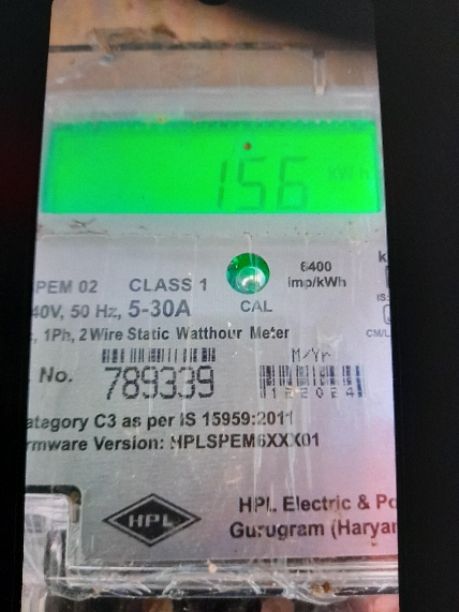 156 kWh
PEM 02 CLASS 1 6400
imp/kWh
40V, 50 Hz, 5-30A CAL
, 1Ph, 2 Wire Static Watthour Meter
M/Yr
No. 789339
122024
ategory C3 as per IS 15959:2011
rmware Version: HPLSPEM6XXX01
HPL
HPL Electric & Po
Gurugram (Haryan